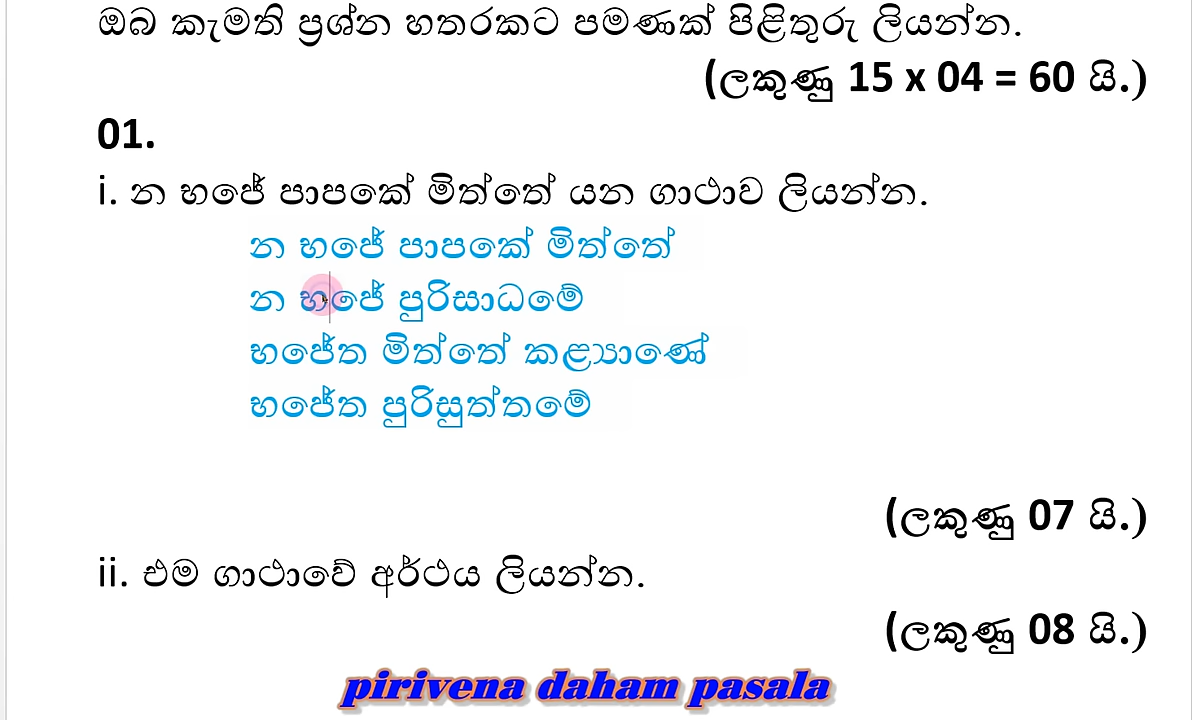 ඔබ කැමති ප්‍රශ්න හතරකට පමණක් පිළිතුරු ලියන්න.
(ලකුණු 15 x 04 = 60 යි.)
01.
i. න භජේ පාපකේ මිත්තේ යන ගාථාව ලියන්න.
න භජේ පාපකේ මිත්තේ
න භජේ පුරිසාධමේ
භජේත මිත්තේ කළ්‍යාණේ
භජේත පුරිසුත්තමේ
(ලකුණු 07 යි.)
ii. එම ගාථාවේ අර්ථය ලියන්න.
(ලකුණු 08 යි.)
pirivena daham pasala